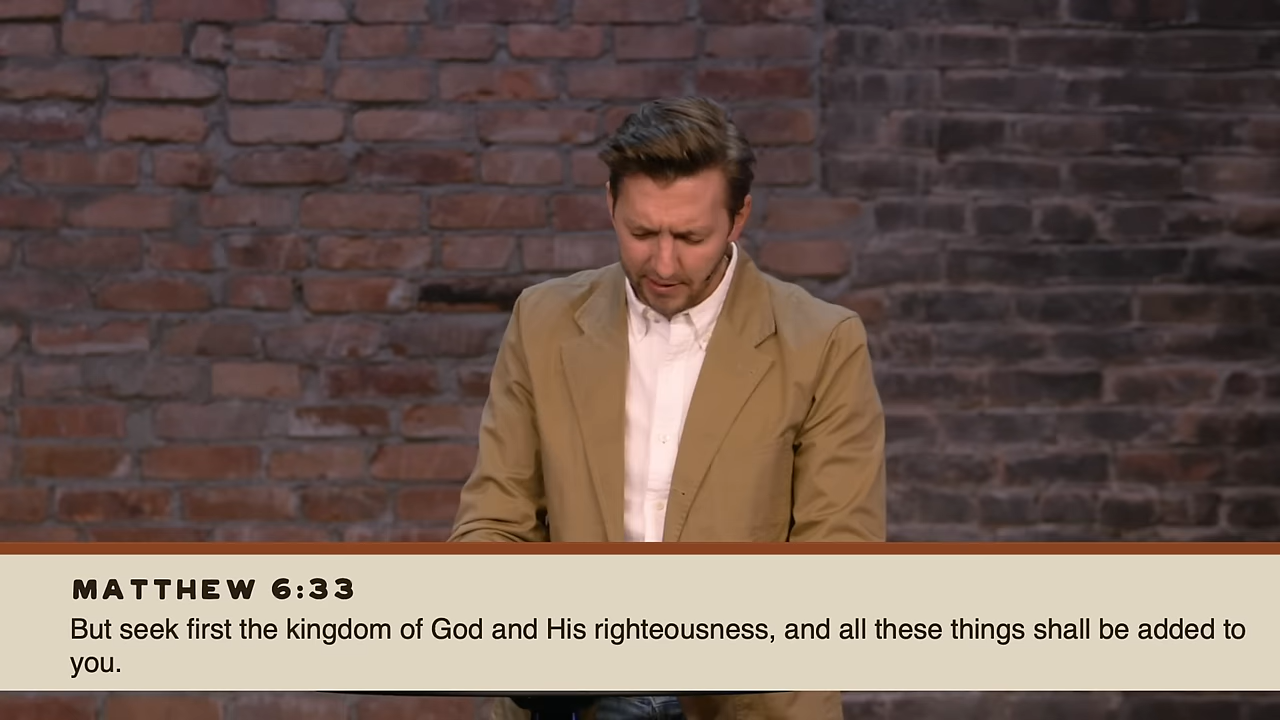 MATTHEW 6:33
But seek first the kingdom of God and His righteousness, and all these things shall be added to
you.